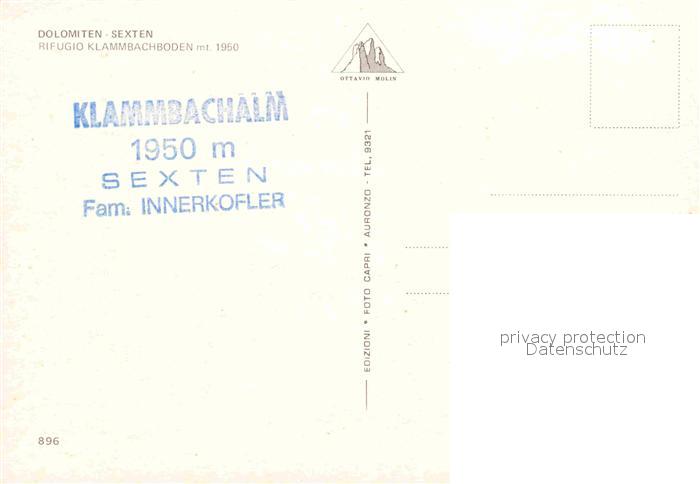 DOLOMITEN - SEXTEN
RIFUGIO KLAMMBACHBODEN mt. 1950
OTTAVIO MOLIN
KLAMMBACHALM
1950 m
SEXTEN
Fam. INNERKOFLER
EDIZIONI * FOTO CAPRI * AURONZO - TEL. 9321
privacy protection
Datenschutz
896